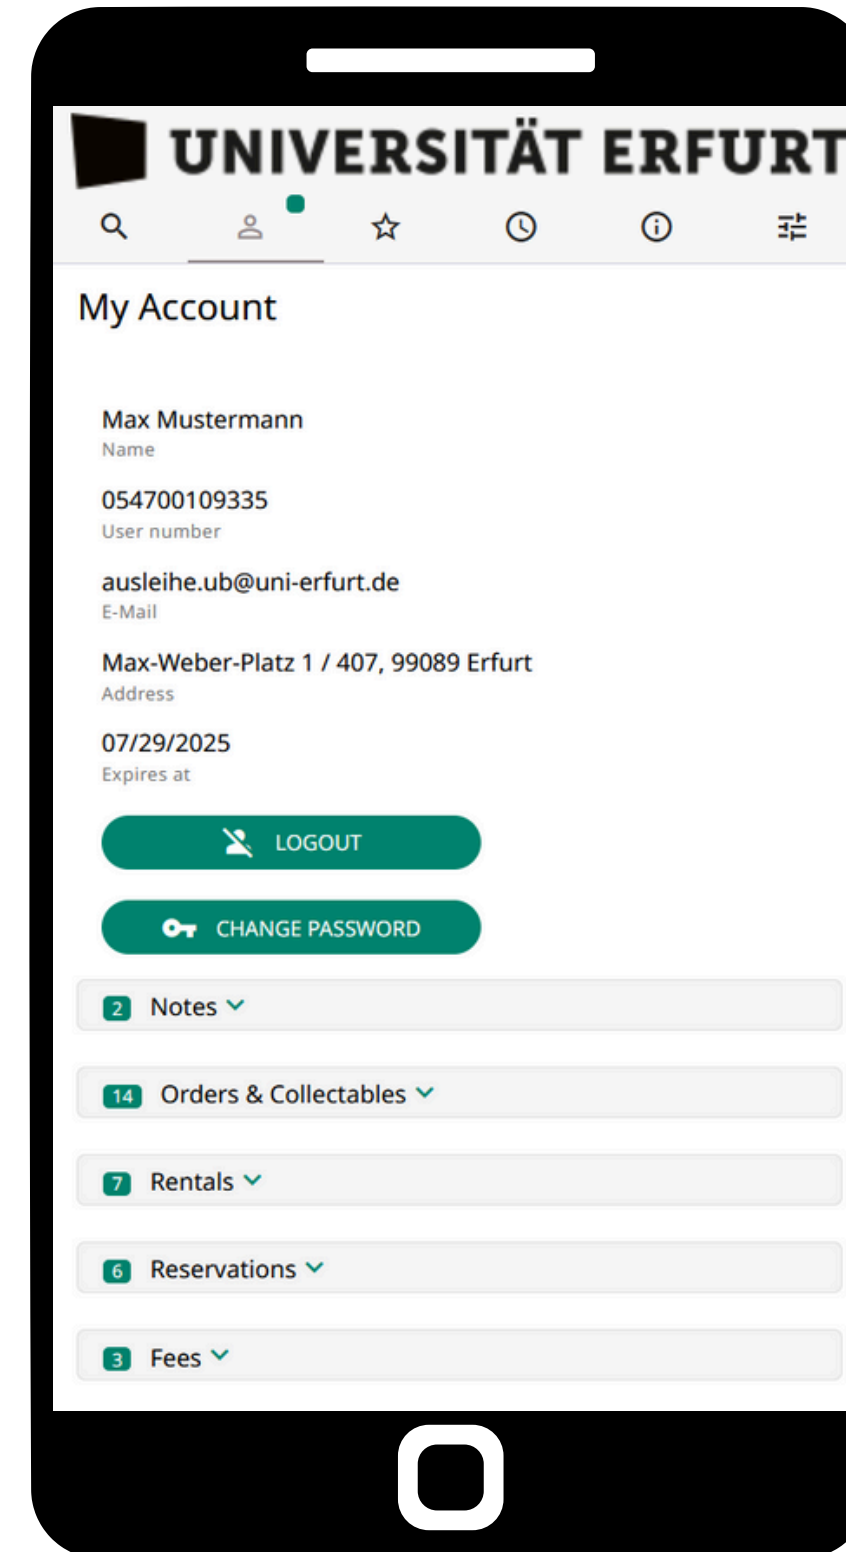 UNIVERSITÄT ERFURT
My Account
Max Mustermann
Name
054700109335
User number
ausleihe.ub@uni-erfurt.de
E-Mail
Max-Weber-Platz 1 / 407, 99089 Erfurt
Address
07/29/2025
Expires at
LOGOUT
CHANGE PASSWORD
2 Notes
14 Orders & Collectables
7 Rentals
6 Reservations
3 Fees